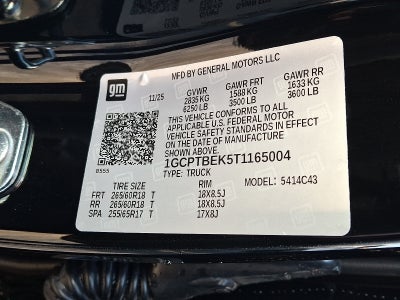 MFD BY GENERAL MOTORS LLC
gm
11/25 GVWR GAWR FRT GAWR RR
2835 KG 1588 KG 1633 KG
6250 LB 3500 LB 3600 LB
THIS VEHICLE CONFORMS TO ALL
APPLICABLE U.S. FEDERAL MOTOR
VEHICLE SAFETY STANDARDS IN EFFECT
ON THE DATE OF MANUFACTURE
SHOWN ABOVE.
1GCPTBEK5T1165004
8555 TYPE: TRUCK
TIRE SIZE RIM MODEL: 5414C43
FRT 265/60R18 T 18X8.5J
RR 265/60R18 T 18X8.5J
SPA 255/65R17 T 17X8J